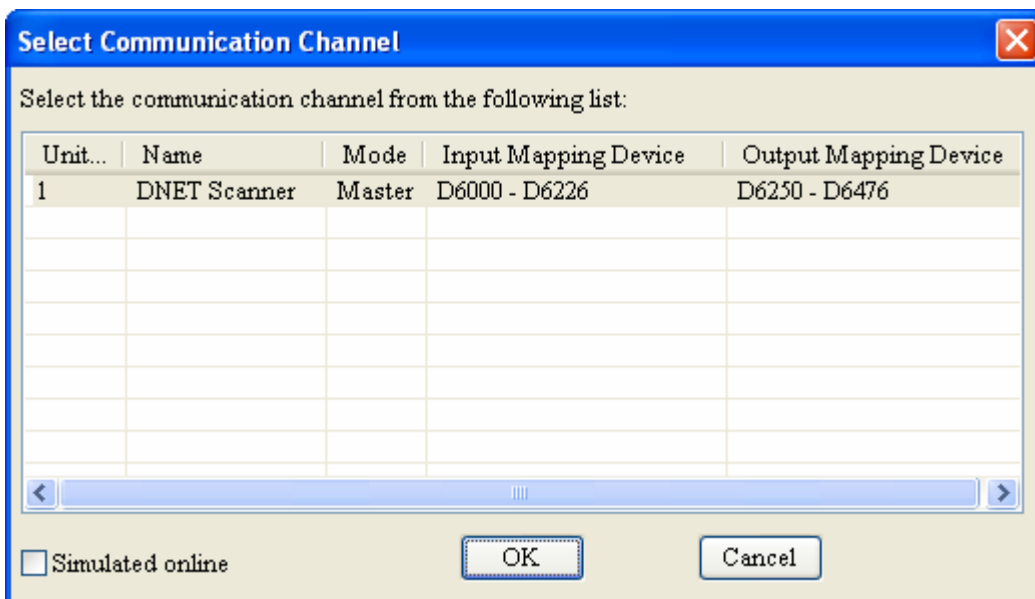 Select Communication Channel
Select the communication channel from the following list:
Unit... Name Mode Input Mapping Device Output Mapping Device
1 DNET Scanner Master D6000 - D6226 D6250 - D6476
Simulated online OK Cancel